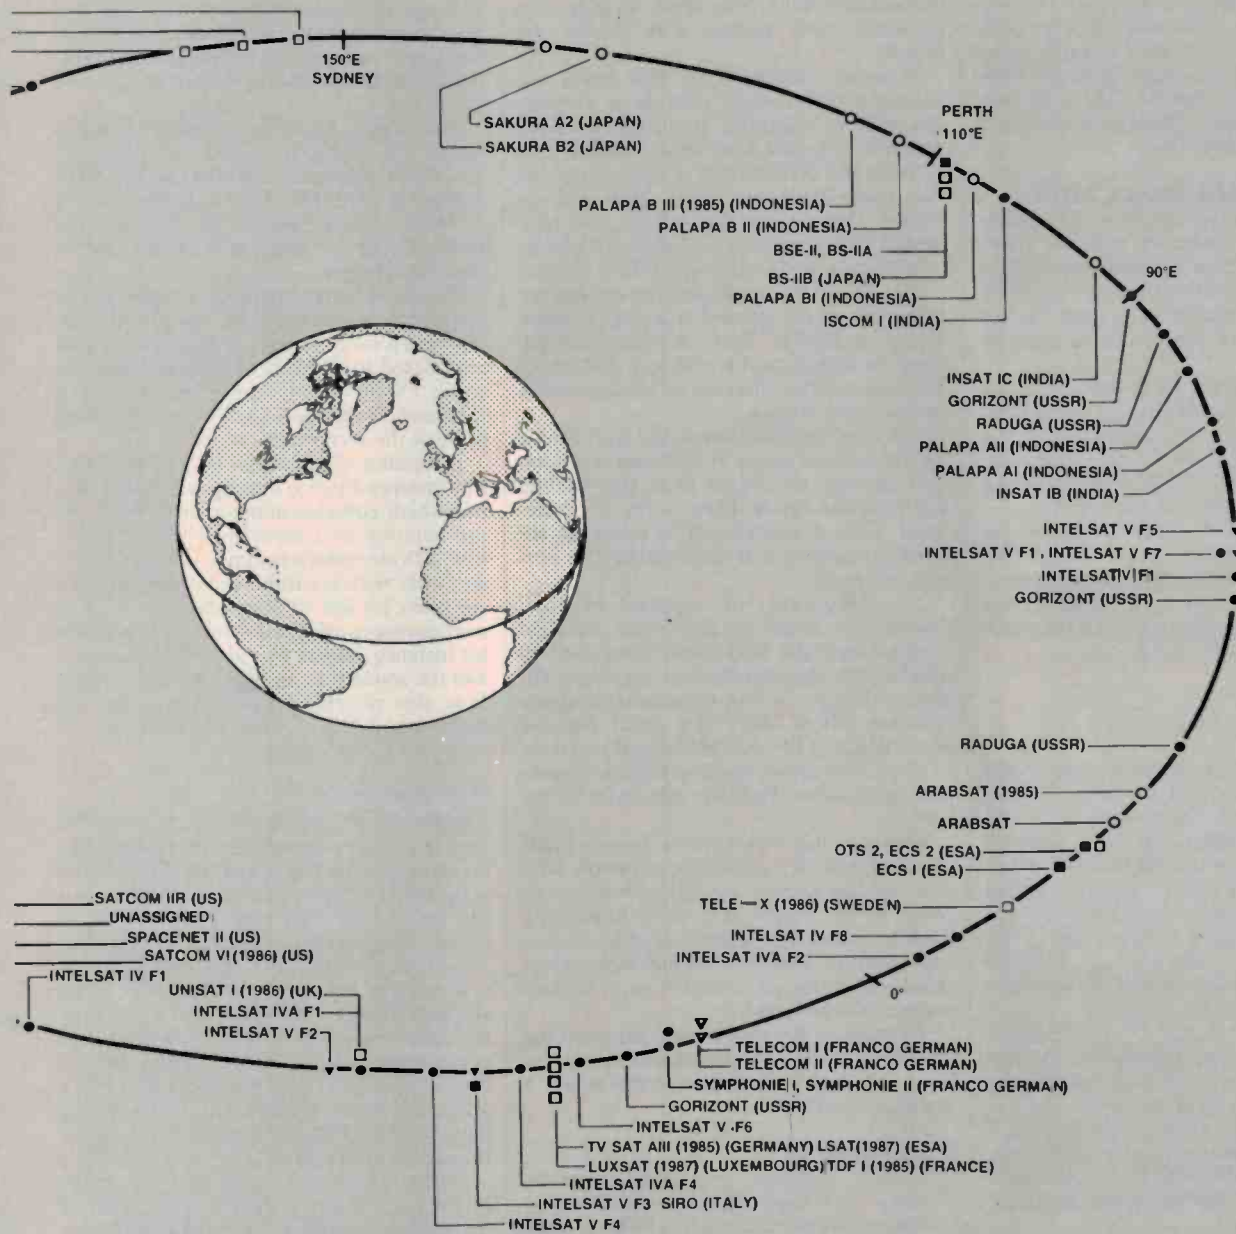 150°E
SYDNEY
SAKURA A2 (JAPAN)
SAKURA B2 (JAPAN)
PERTH
110°E
PALAPA B III (1985) (INDONESIA)
PALAPA B II (INDONESIA)
BSE-II, BS-IIA
BS-IIB (JAPAN)
PALAPA BI (INDONESIA)
ISCOM I (INDIA)
90°E
INSAT IC (INDIA)
GORIZONT (USSR)
RADUGA (USSR)
PALAPA AII (INDONESIA)
PALAPA AI (INDONESIA)
INSAT IB (INDIA)
INTELSAT V F5
INTELSAT V F1, INTELSAT V F7
INTELSAT V F1
GORIZONT (USSR)
RADUGA (USSR)
ARABSAT (1985)
ARABSAT
OTS 2, ECS 2 (ESA)
ECS I (ESA)
TELE-X (1986) (SWEDEN)
INTELSAT IV F8
INTELSAT IVA F2
0°
SATCOM IIR (US)
UNASSIGNED
SPACENET II (US)
SATCOM VI (1986) (US)
INTELSAT IV F1
UNISAT I (1986) (UK)
INTELSAT IVA F1
INTELSAT V F2
TELECOM I (FRANCO GERMAN)
TELECOM II (FRANCO GERMAN)
SYMPHONIE I, SYMPHONIE II (FRANCO GERMAN)
GORIZONT (USSR)
INTELSAT V F6
TV SAT AIII (1985) (GERMANY) LSAT (1987) (ESA)
LUXSAT (1987) (LUXEMBOURG) TDF I (1985) (FRANCE)
INTELSAT IVA F4
INTELSAT V F3 SIRO (ITALY)
INTELSAT V F4